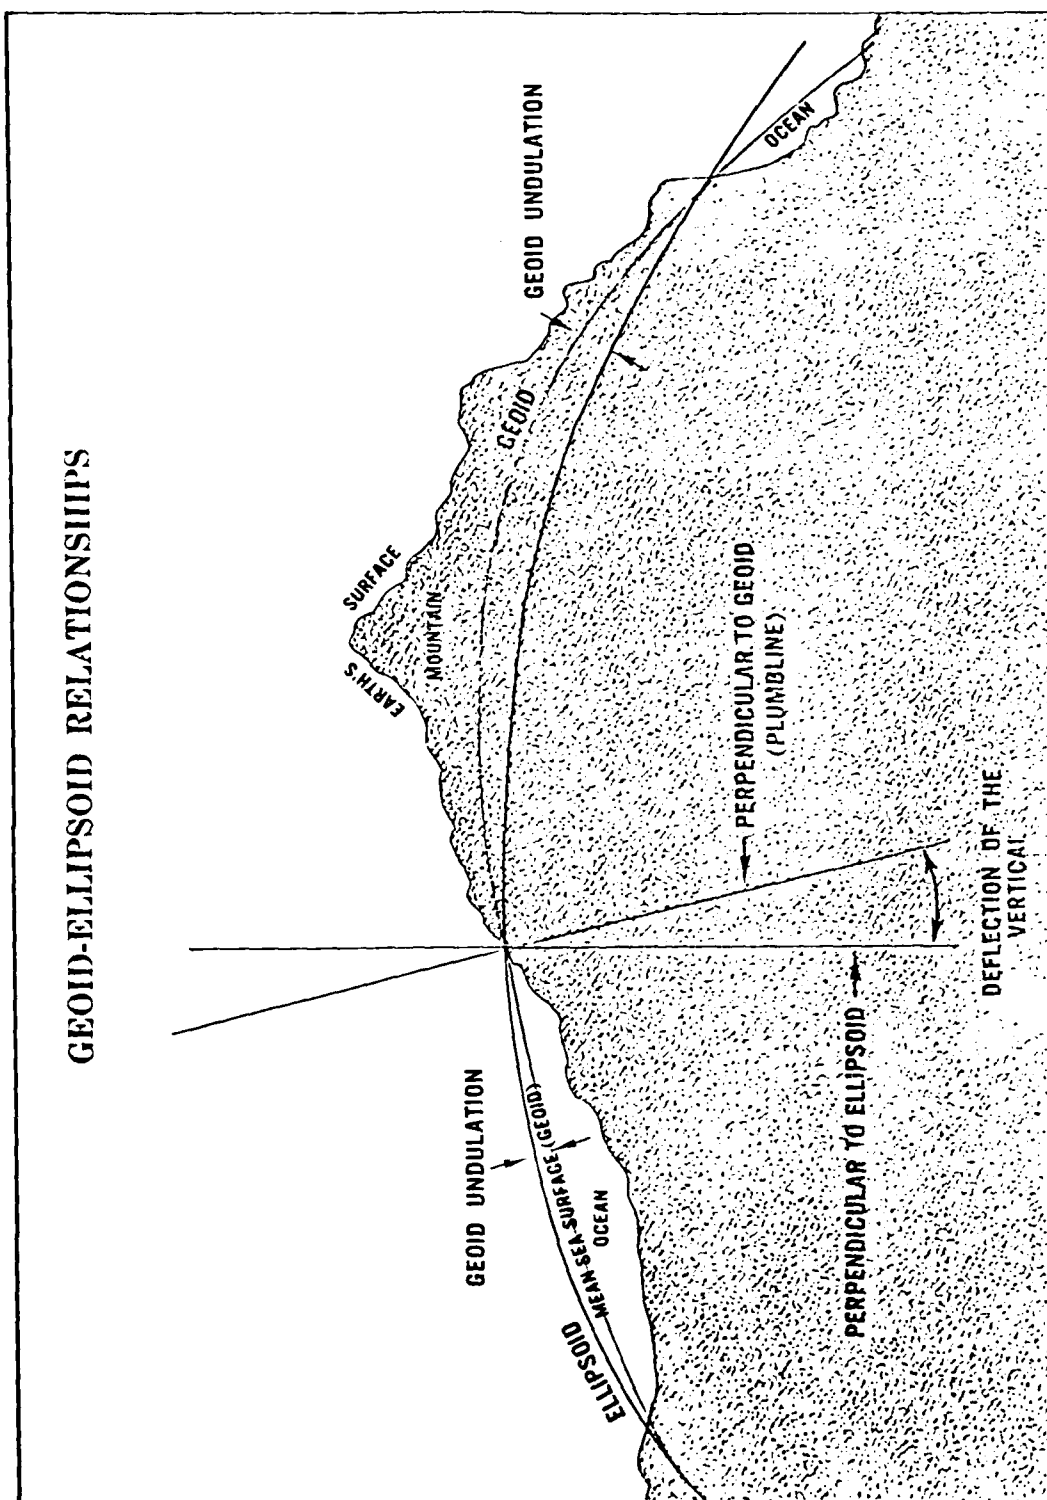 GEOID-ELLIPSOID RELATIONSHIPS
EARTH'S
SURFACE
MOUNTAIN
GEOID UNDULATION
GEOID
OCEAN
GEOID UNDULATION
ELLIPSOID
MEAN SEA SURFACE (GEOID)
OCEAN
PERPENDICULAR TO GEOID
(PLUMBLINE)
PERPENDICULAR TO ELLIPSOID
DEFLECTION OF THE
VERTICAL